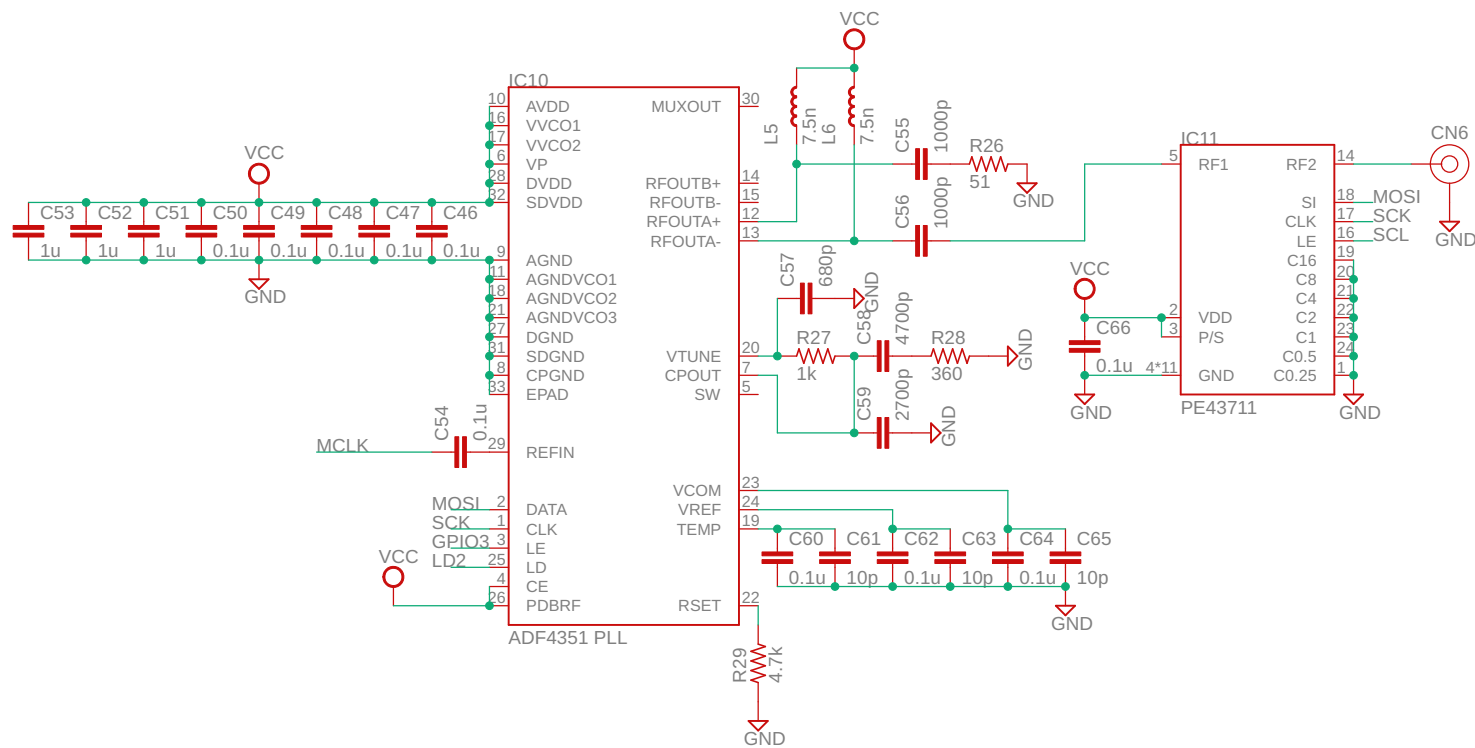 VCC
IC10
10 AVDD MUXOUT 30
16 VVCO1
17 VVCO2
6 VP
28 DVDD RFOUTB+ 14
32 SDVDD RFOUTB- 15
RFOUTA+ 12
RFOUTA- 13
9 AGND
11 AGNDVCO1
18 AGNDVCO2
21 AGNDVCO3
27 DGND
31 SDGND VTUNE 20
8 CPGND CPOUT 7
33 EPAD SW 5
29 REFIN
VCOM 23
2 DATA VREF 24
1 CLK TEMP 19
3 LE
25 LD
4 CE
26 PDBRF RSET 22
ADF4351 PLL
VCC
C53 C52 C51 C50 C49 C48 C47 C46
1u 1u 1u 0.1u 0.1u 0.1u 0.1u 0.1u
GND
MCLK
C54
0.1u
MOSI
SCK
GPIO3
LD2
VCC
L5
7.5n
L6
7.5n
C55
1000p
R26
51
GND
C56
1000p
C57
680p
GND
R27
1k
C58
4700p
R28
360
GND
C59
2700p
GND
C60 C61 C62 C63 C64 C65
0.1u 10p 0.1u 10p 0.1u 10p
GND
R29
4.7k
GND
IC11
5 RF1 RF2 14
SI 18 MOSI
CLK 17 SCK
LE 16 SCL
C16 19
C8 20
C4 21
2 VDD C2 22
3 P/S C1 23
C0.5 24
4*11 GND C0.25 1
PE43711
VCC
C66
0.1u
GND
GND
CN6
GND